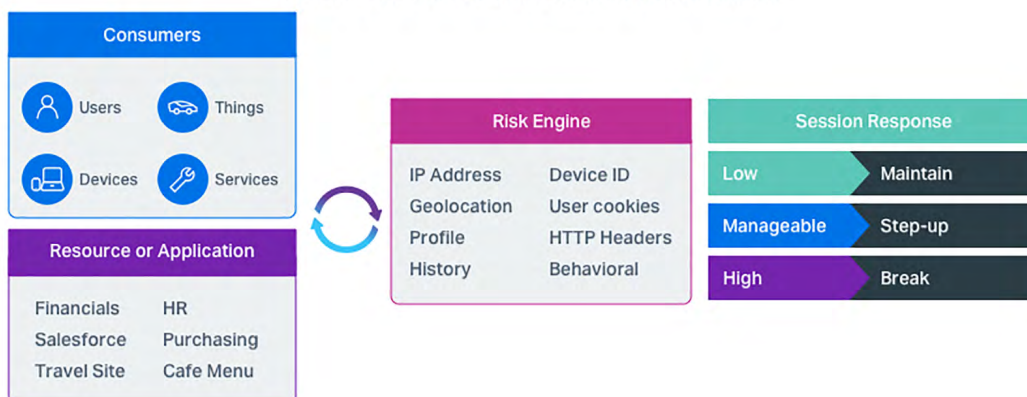 Consumers
Users Things
Devices Services
Resource or Application
Financials HR
Salesforce Purchasing
Travel Site Cafe Menu
Risk Engine
IP Address Device ID
Geolocation User cookies
Profile HTTP Headers
History Behavioral
Session Response
Low Maintain
Manageable Step-up
High Break